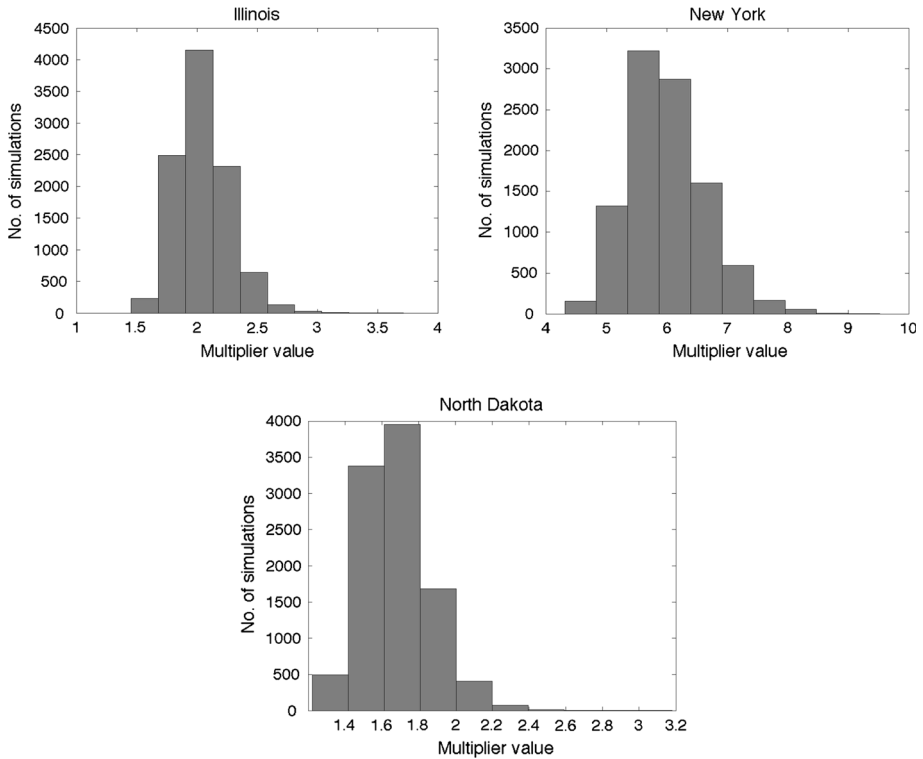 Illinois
4500
4000
3500
3000
2500
2000
1500
1000
500
0
No. of simulations
1 1.5 2 2.5 3 3.5 4
Multiplier value
New York
3500
3000
2500
2000
1500
1000
500
0
No. of simulations
4 5 6 7 8 9 10
Multiplier value
North Dakota
4000
3500
3000
2500
2000
1500
1000
500
0
No. of simulations
1.4 1.6 1.8 2 2.2 2.4 2.6 2.8 3 3.2
Multiplier value